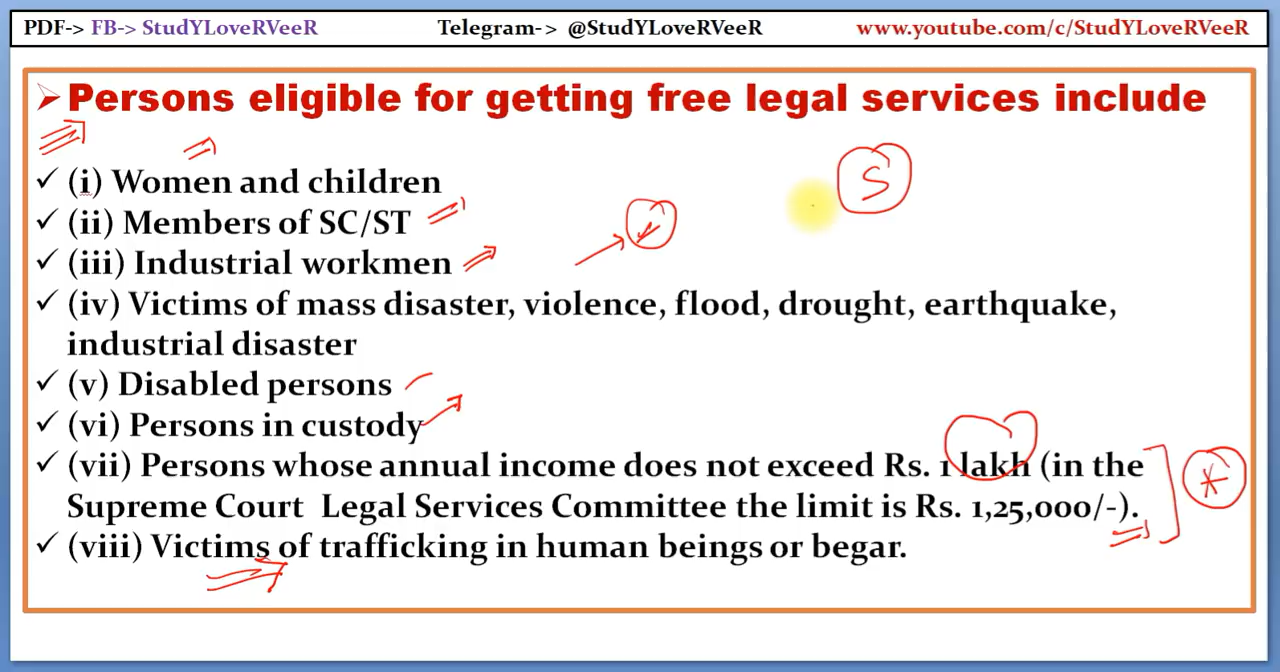 PDF-> FB-> StudYLoveRVeeR Telegram-> @StudYLoveRVeeR www.youtube.com/c/StudYLoveRVeeR
➢ Persons eligible for getting free legal services include
✓ (i) Women and children
S
✓ (ii) Members of SC/ST
✓ (iii) Industrial workmen
✓ (iv) Victims of mass disaster, violence, flood, drought, earthquake,
industrial disaster
✓ (v) Disabled persons
✓ (vi) Persons in custody
✓ (vii) Persons whose annual income does not exceed Rs. 1 lakh (in the
Supreme Court Legal Services Committee the limit is Rs. 1,25,000/-).
✓ (viii) Victims of trafficking in human beings or begar.